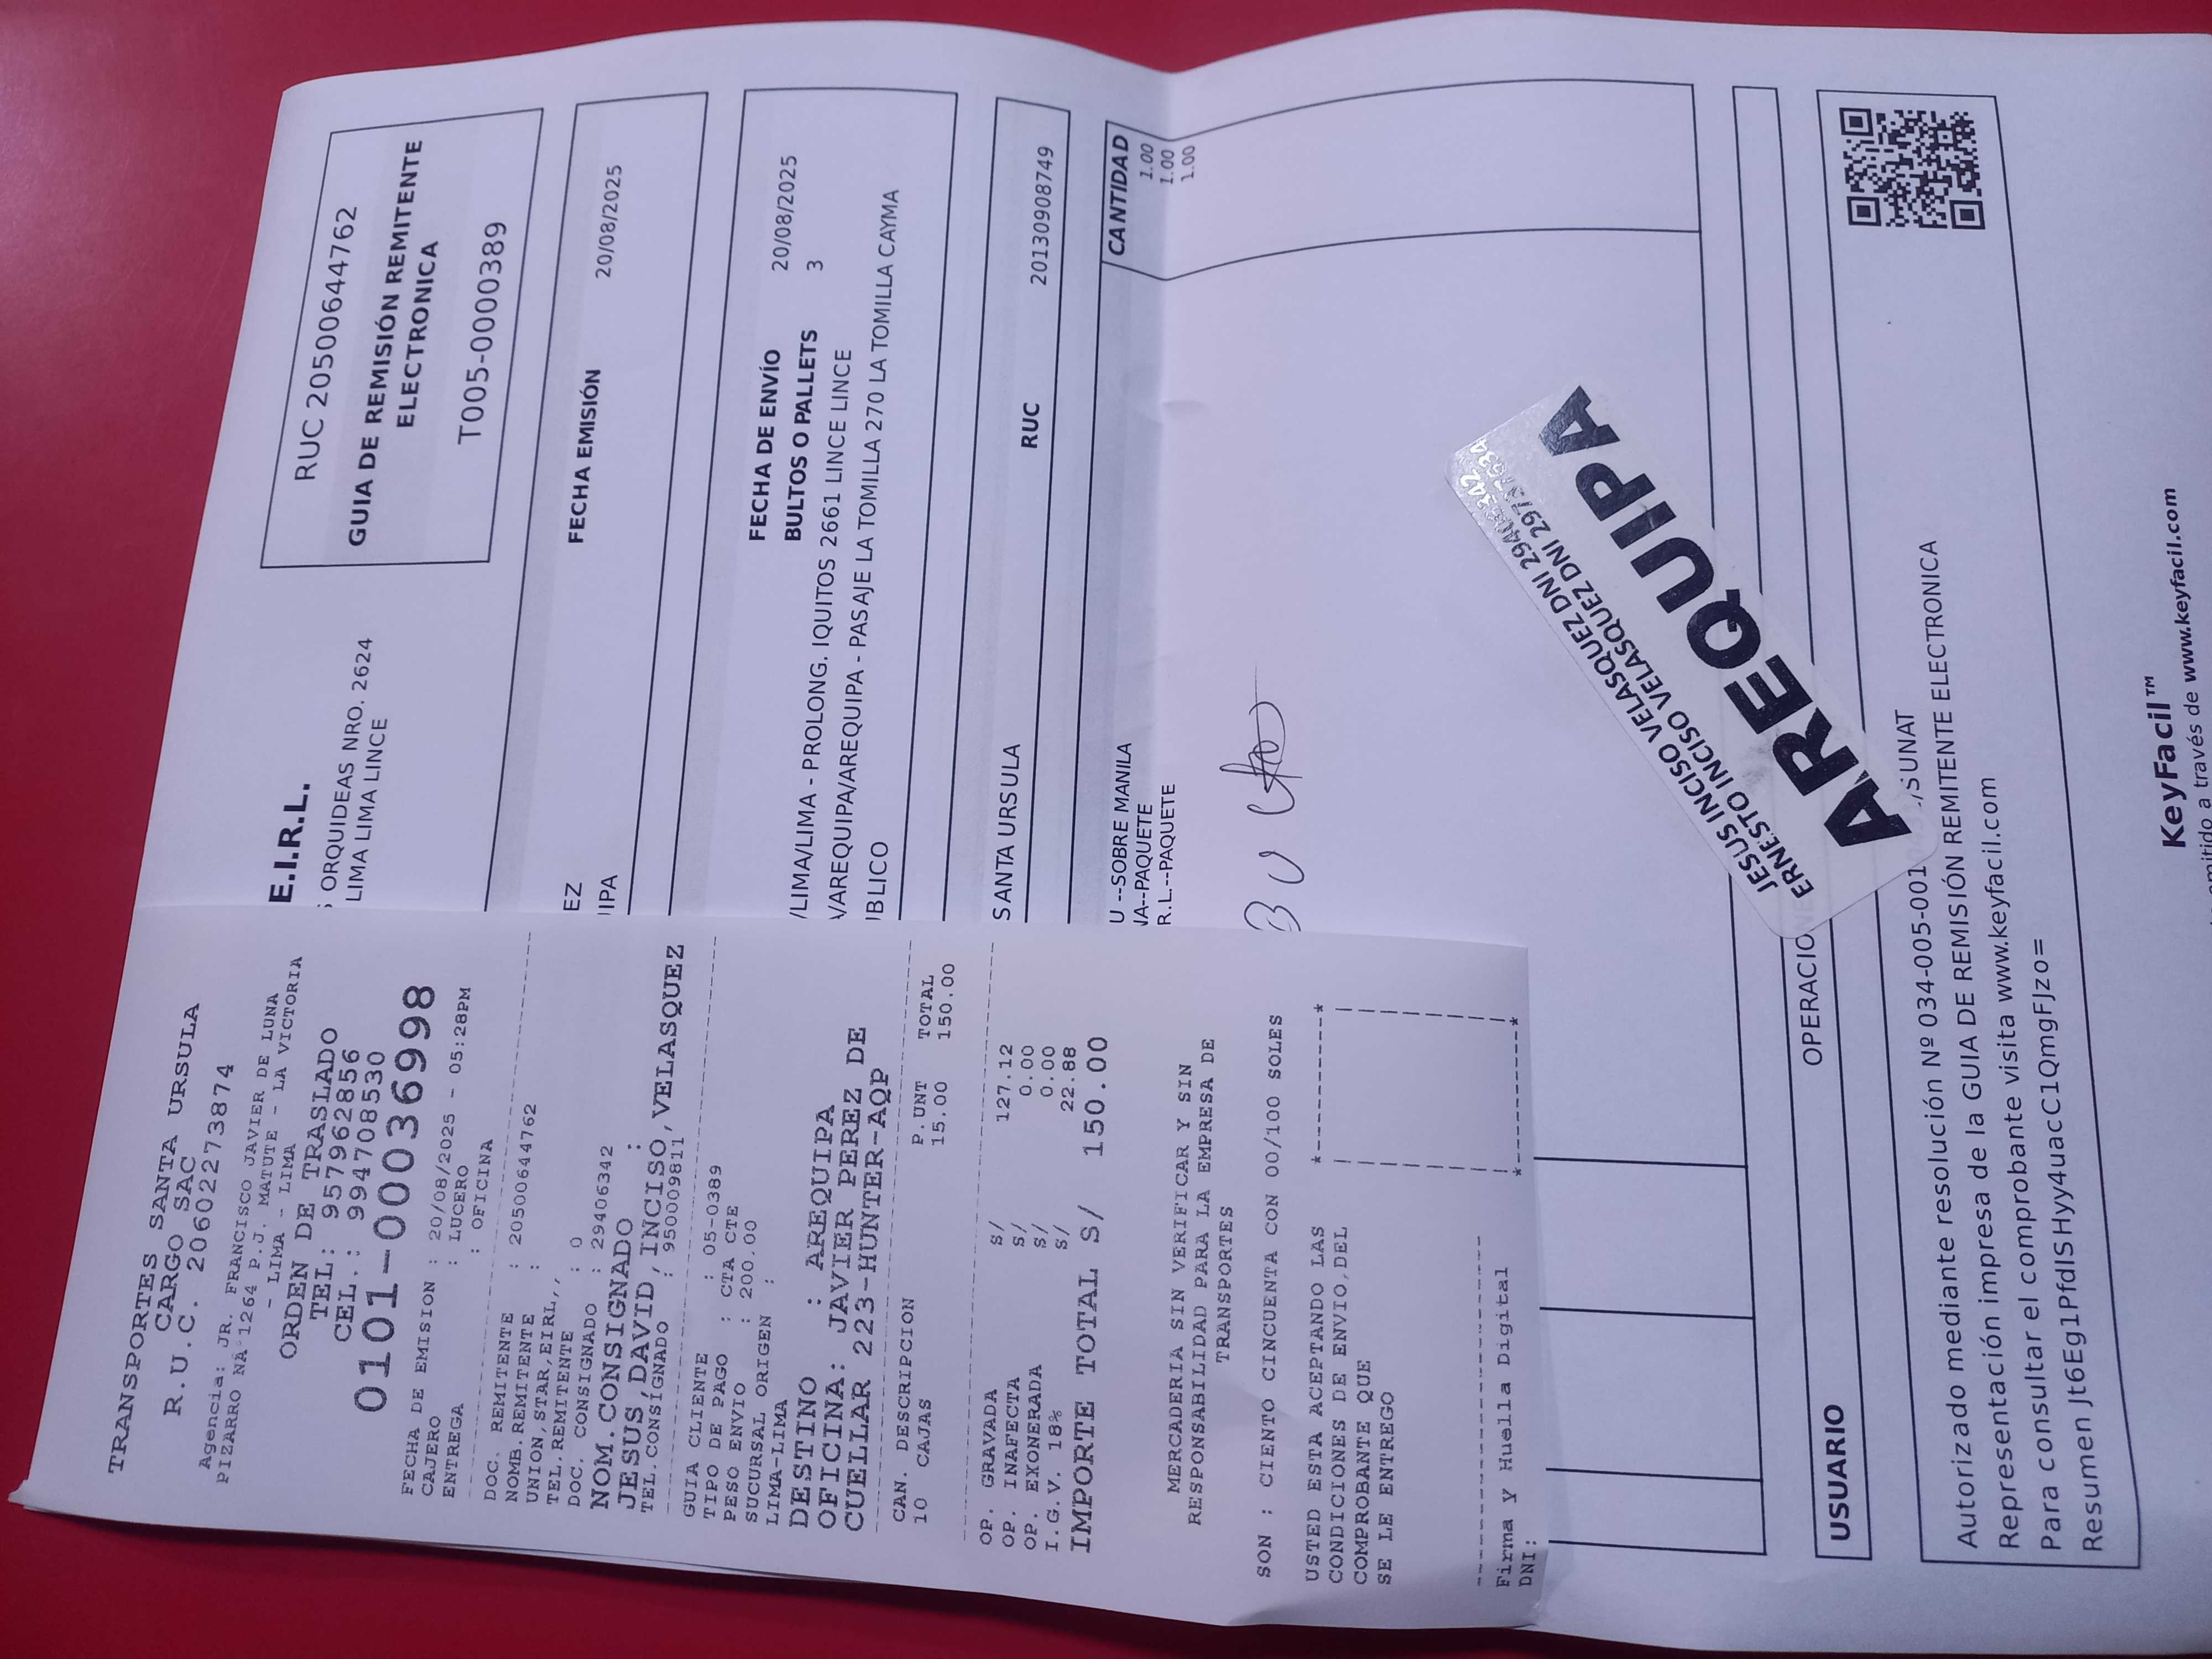 TRANSPORTES SANTA URSULA
CARGO SAC
R.U.C. 20602273874
Agencia: JR. FRANCISCO JAVIER DE LUNA
PIZARRO NA 1264 P.J. MATUTE - LA VICTORIA
- LIMA - LIMA
ORDEN DE TRASLADO
TEL: 957962856
CEL.: 994708530
0101-00036998
FECHA DE EMISION : 20/08/2025 - 05:28PM
CAJERO : LUCERO
ENTREGA : OFICINA
DOC. REMITENTE : 20500644762
NOMB.REMITENTE :
UNION,STAR,EIRL,,
TEL.REMITENTE : 0
DOC. CONSIGNADO : 29406342
NOM.CONSIGNADO :
JESUS,DAVID,INCISO,VELASQUEZ
TEL.CONSIGNADO : 950009811
GUIA CLIENTE : 05-0389
TIPO DE PAGO : CTA CTE
PESO ENVIO : 200.00
SUCURSAL ORIGEN :
LIMA-LIMA
DESTINO : AREQUIPA
OFICINA: JAVIER PEREZ DE
CUELLAR 223-HUNTER-AQP
CAN. DESCRIPCION P.UNT TOTAL
10 CAJAS 15.00 150.00
OP. GRAVADA S/ 127.12
OP. INAFECTA S/ 0.00
OP. EXONERADA S/ 0.00
I.G.V. 18% S/ 22.88
IMPORTE TOTAL S/ 150.00
MERCADERIA SIN VERIFICAR Y SIN
RESPONSABILIDAD PARA LA EMPRESA DE
TRANSPORTES
SON : CIENTO CINCUENTA CON 00/100 SOLES
USTED ESTA ACEPTANDO LAS
CONDICIONES DE ENVIO,DEL
COMPROBANTE QUE
SE LE ENTREGO
Firma y Huella Digital
DNI:
E.I.R.L.
ORQUIDEAS NRO. 2624
LIMA LIMA LINCE
RUC 20500644762
GUIA DE REMISIÓN REMITENTE
ELECTRONICA
T005-0000389
EZ
IPA
FECHA EMISIÓN 20/08/2025
FECHA DE ENVÍO 20/08/2025
BULTOS O PALLETS 3
/LIMA/LIMA - PROLONG. IQUITOS 2661 LINCE LINCE
AREQUIPA/AREQUIPA - PASAJE LA TOMILLA 270 LA TOMILLA CAYMA
BLICO
SANTA URSULA
RUC 20130908749
CANTIDAD
U --SOBRE MANILA 1.00
IA--PAQUETE 1.00
R.L.--PAQUETE 1.00
JESUS INCISO VELASQUEZ DNI
ERNESTO INCISO VELASQUEZ DNI
AREQUIPA
USUARIO
OPERACIO
Autorizado mediante resolución Nº 034-005-001 /SUNAT
Representación impresa de la GUIA DE REMISIÓN REMITENTE ELECTRONICA
Para consultar el comprobante visita www.keyfacil.com
Resumen Jt6Eg1PfdlSHyy4uacC1QmgFJzo=
KeyFacil™
emitido a través de www.keyfacil.com